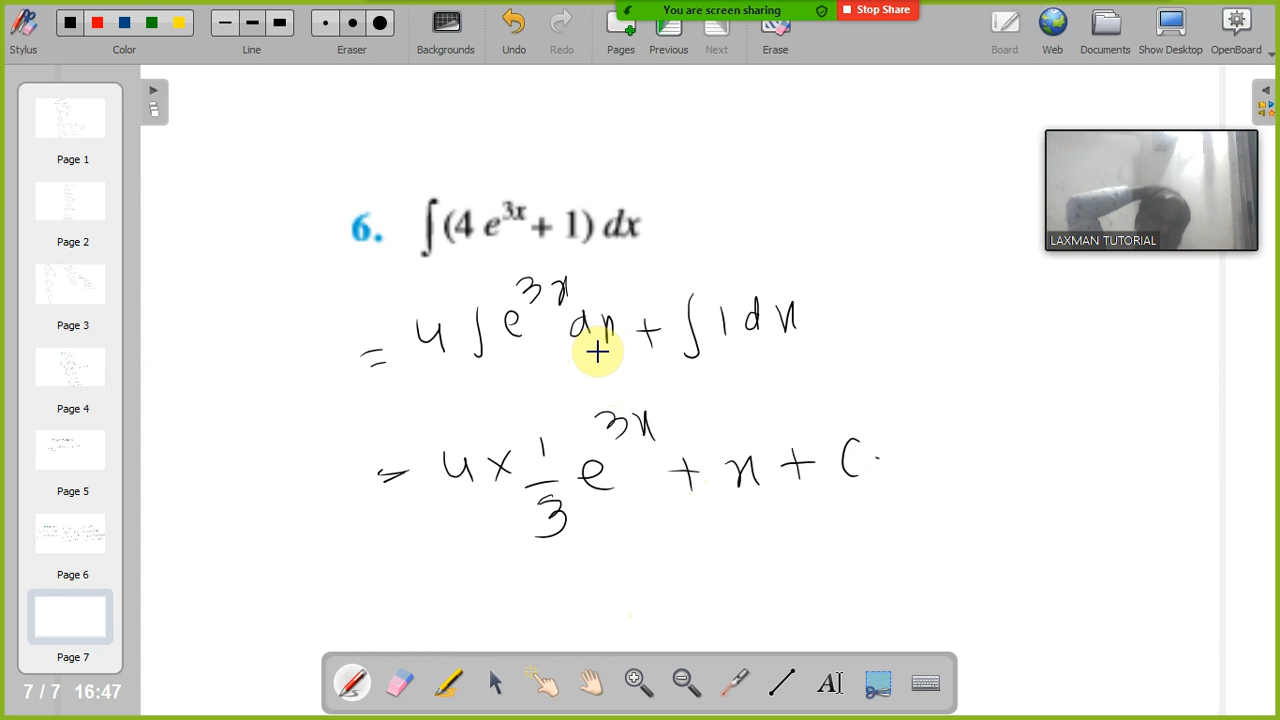 You are screen sharing Stop Share
Stylus Color Line Eraser Backgrounds Undo Redo Pages Previous Next Erase Board Web Documents Show Desktop OpenBoard
Page 1
Page 2
Page 3
Page 4
Page 5
Page 6
Page 7
7 / 7 16:47
LAXMAN TUTORIAL
6. ∫(4 e^{3x} + 1) dx
= 4 ∫ e^{3x} dx + ∫ 1 dx
= 4 × 1/3 e^{3x} + x + C.